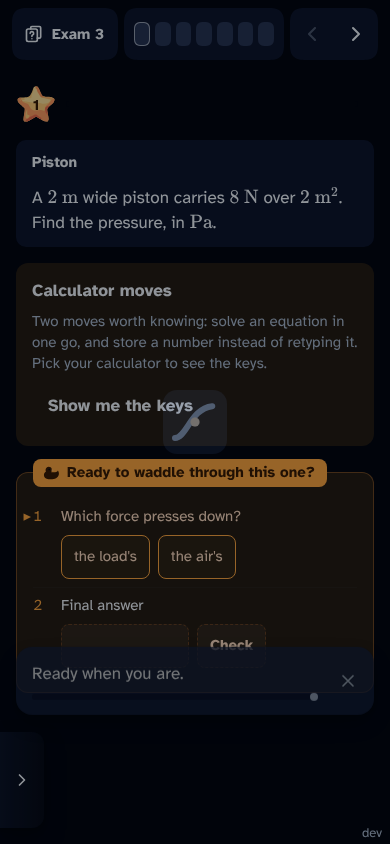 Exam 3
1
Piston
A 2 m wide piston carries 8 N over 2 m².
Find the pressure, in Pa.
Calculator moves
Two moves worth knowing: solve an equation in
one go, and store a number instead of retyping it.
Pick your calculator to see the keys.
Show me the keys
Ready to waddle through this one?
▸1 Which force presses down?
the load's the air's
2 Final answer
Check
Ready when you are.
dev